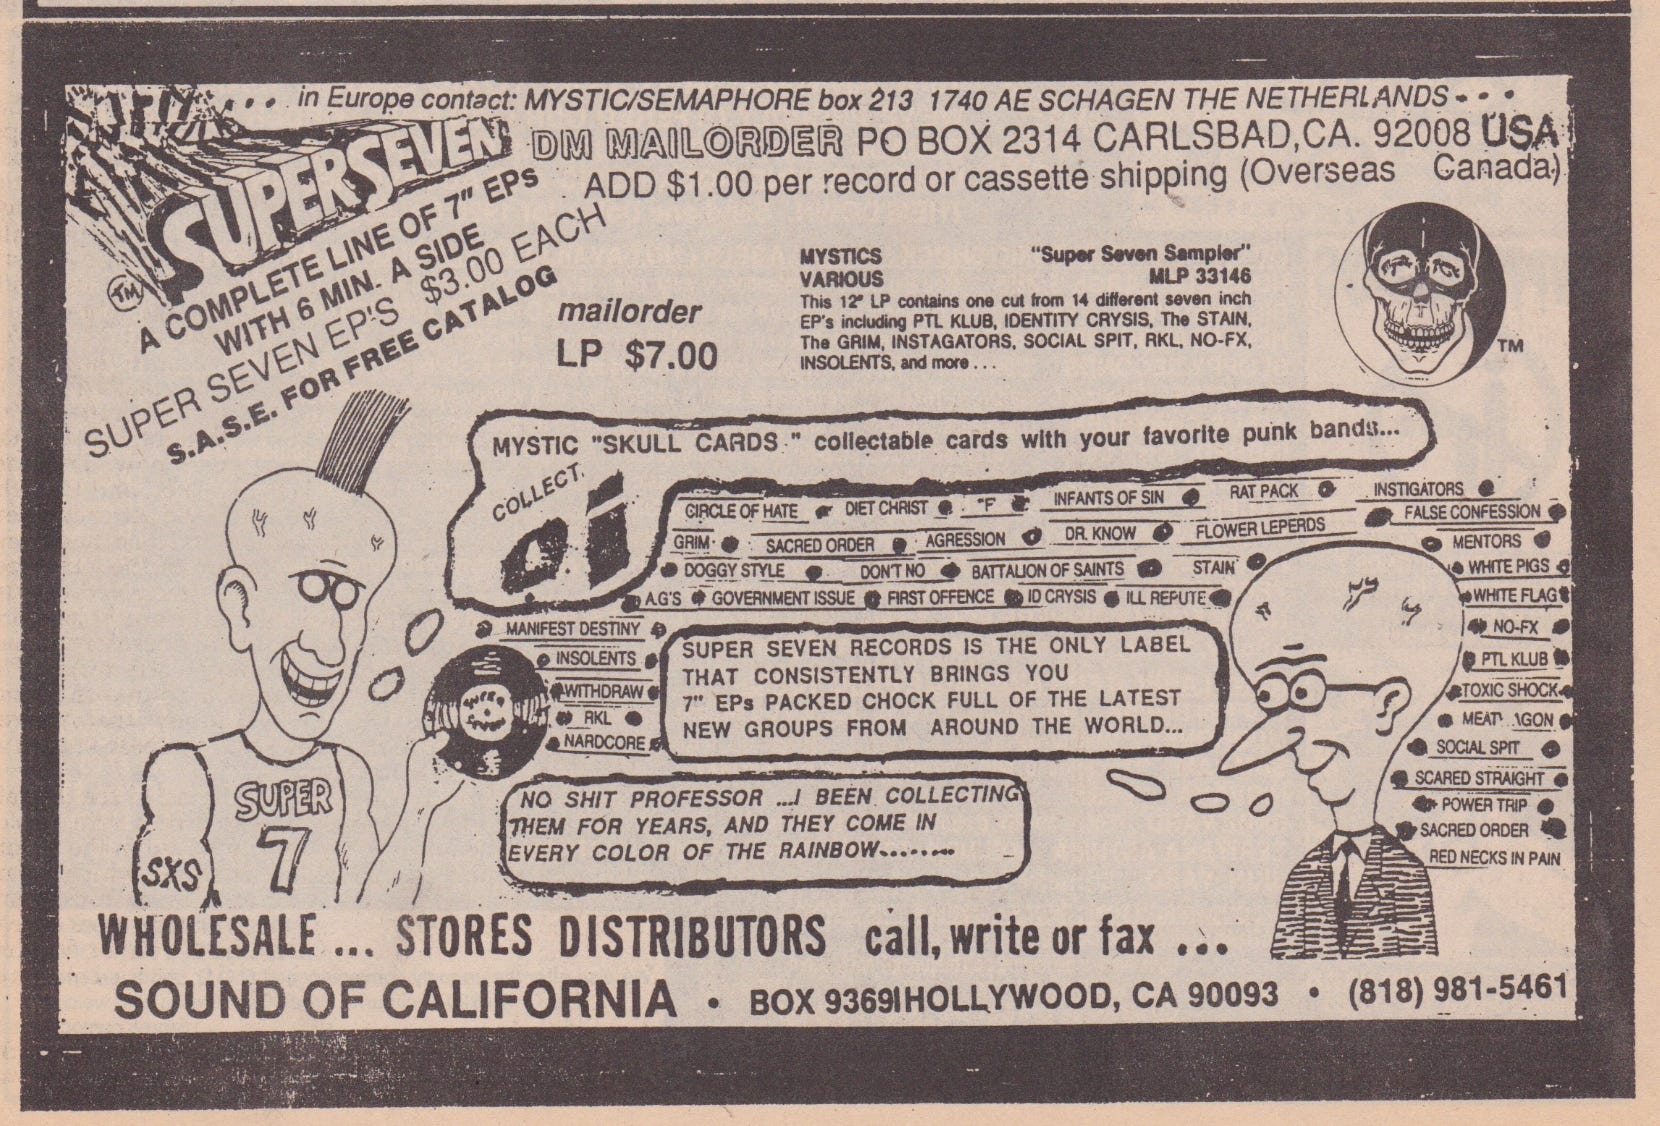 ... in Europe contact: MYSTIC/SEMAPHORE box 213 1740 AE SCHAGEN THE NETHERLANDS...
DM MAILORDER PO BOX 2314 CARLSBAD,CA. 92008 USA
ADD $1.00 per record or cassette shipping (Overseas Canada)
SUPERSEVEN
TM
A COMPLETE LINE OF 7" EPs
WITH 6 MIN. A SIDE
SUPER SEVEN EP'S $3.00 EACH
S.A.S.E. FOR FREE CATALOG
mailorder
LP $7.00
MYSTICS "Super Seven Sampler"
VARIOUS MLP 33146
This 12" LP contains one cut from 14 different seven inch
EP's including PTL KLUB, IDENTITY CRYSIS, The STAIN,
The GRIM, INSTAGATORS, SOCIAL SPIT, RKL, NO-FX,
INSOLENTS, and more...
TM
MYSTIC "SKULL CARDS." collectable cards with your favorite punk bands...
COLLECT.
CIRCLE OF HATE DIET CHRIST "F" INFANTS OF SIN RAT PACK INSTIGATORS
GRIM SACRED ORDER AGRESSION DR. KNOW FLOWER LEPERDS FALSE CONFESSION
DOGGY STYLE DON'T NO BATTALION OF SAINTS STAIN MENTORS
A.G'S GOVERNMENT ISSUE FIRST OFFENCE ID CRYSIS ILL REPUTE
MANIFEST DESTINY
INSOLENTS
WITHDRAW
RKL
NARDCORE
WHITE PIGS
WHITE FLAG
NO-FX
PTL KLUB
TOXIC SHOCK
SOCIAL SPIT
SCARED STRAIGHT
POWER TRIP
SACRED ORDER
RED NECKS IN PAIN
SUPER SEVEN RECORDS IS THE ONLY LABEL
THAT CONSISTENTLY BRINGS YOU
7" EPs PACKED CHOCK FULL OF THE LATEST
NEW GROUPS FROM AROUND THE WORLD...
SUPER
SEVEN
NO SHIT PROFESSOR ...I BEEN COLLECTING
THEM FOR YEARS, AND THEY COME IN
EVERY COLOR OF THE RAINBOW........
SUPER
7
SXS
WHOLESALE ... STORES DISTRIBUTORS call, write or fax ...
SOUND OF CALIFORNIA • BOX 93691HOLLYWOOD, CA 90093 • (818) 981-5461